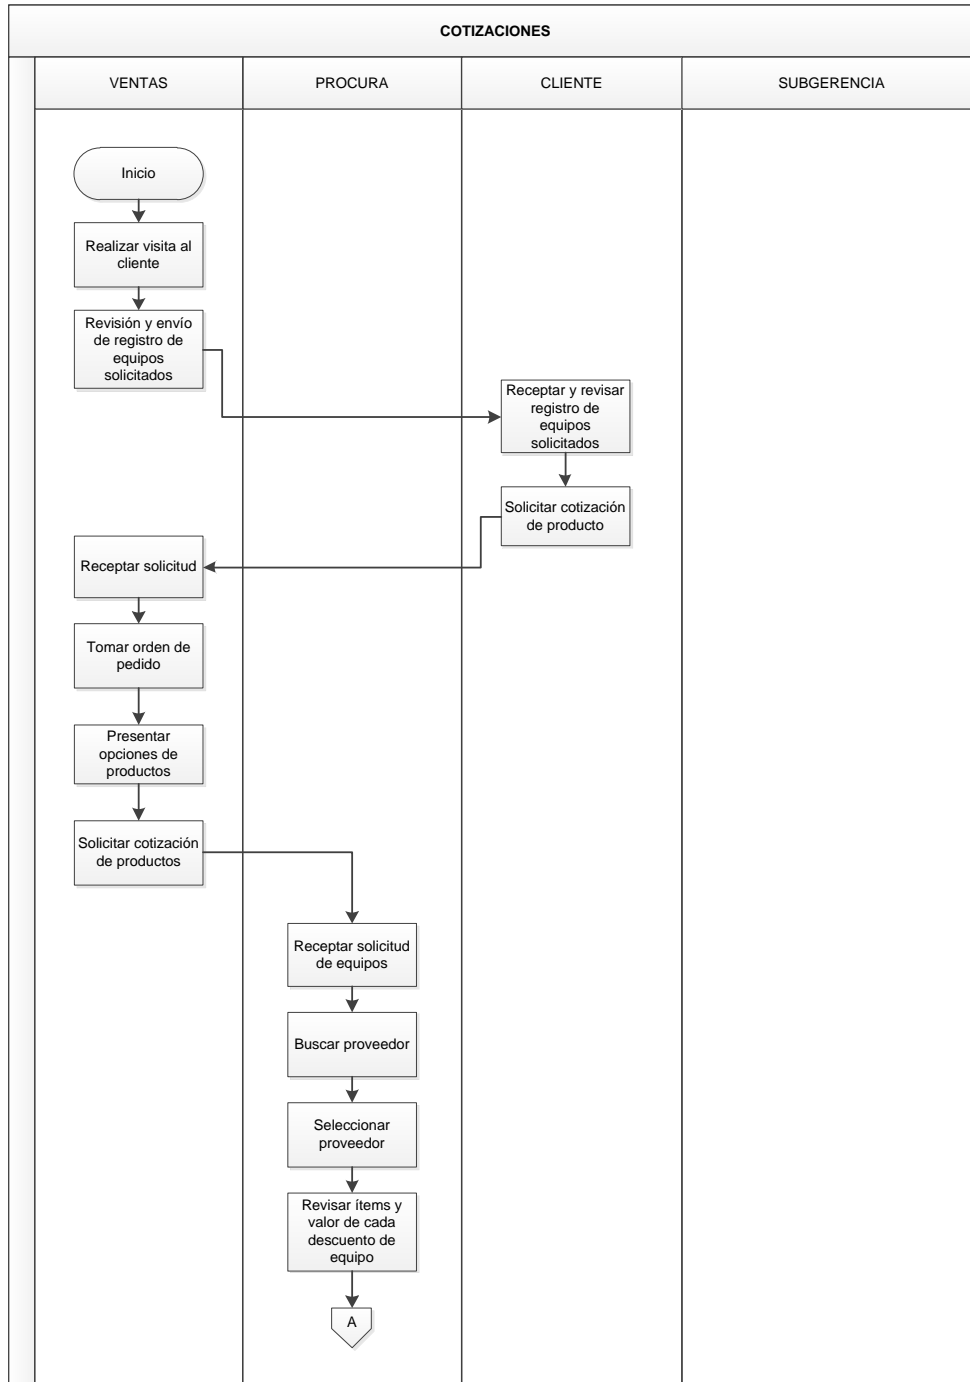 COTIZACIONES
VENTAS
PROCURA
CLIENTE
SUBGERENCIA
Inicio
Realizar visita al
cliente
Revisión y envío
de registro de
equipos
solicitados
Receptar y revisar
registro de
equipos
solicitados
Solicitar cotización
de producto
Receptar solicitud
Tomar orden de
pedido
Presentar
opciones de
productos
Solicitar cotización
de productos
Receptar solicitud
de equipos
Buscar proveedor
Seleccionar
proveedor
Revisar ítems y
valor de cada
descuento de
equipo
A